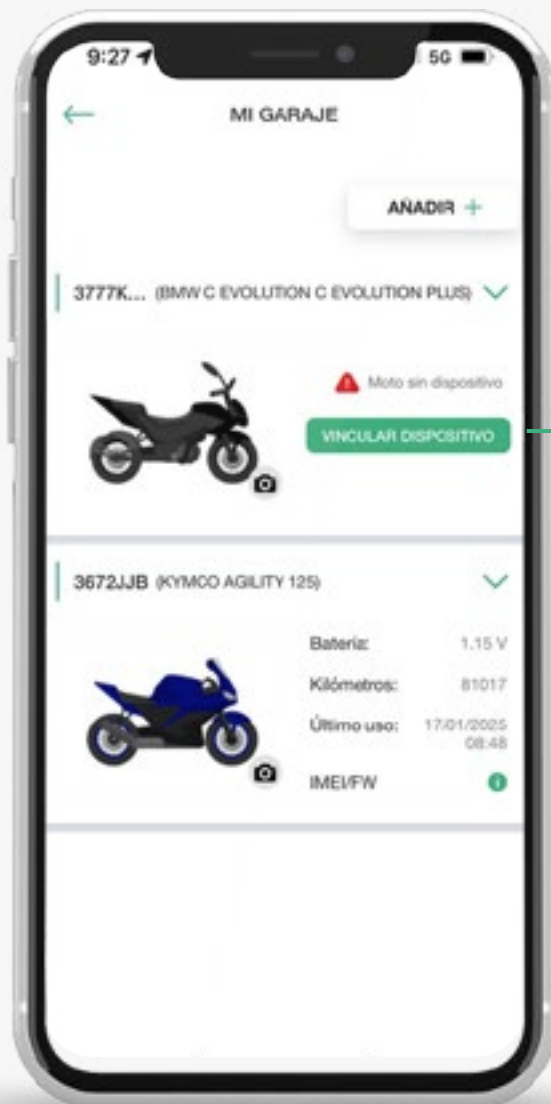 9:27
5G
MI GARAJE
AÑADIR +
3777K... (BMW C EVOLUTION C EVOLUTION PLUS)
Moto sin dispositivo
VINCULAR DISPOSITIVO
3672JJB (KYMCO AGILITY 125)
Batería: 1.15 V
Kilómetros: 81017
Último uso: 17/01/2025
08:48
IMEI/FW